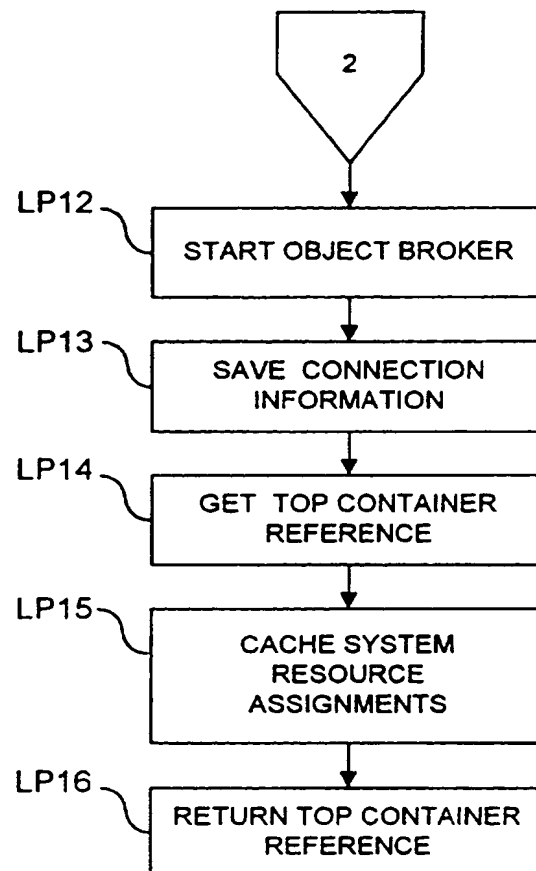 2
LP12
START OBJECT BROKER
LP13
SAVE CONNECTION
INFORMATION
LP14
GET TOP CONTAINER
REFERENCE
LP15
CACHE SYSTEM
RESOURCE
ASSIGNMENTS
LP16
RETURN TOP CONTAINER
REFERENCE